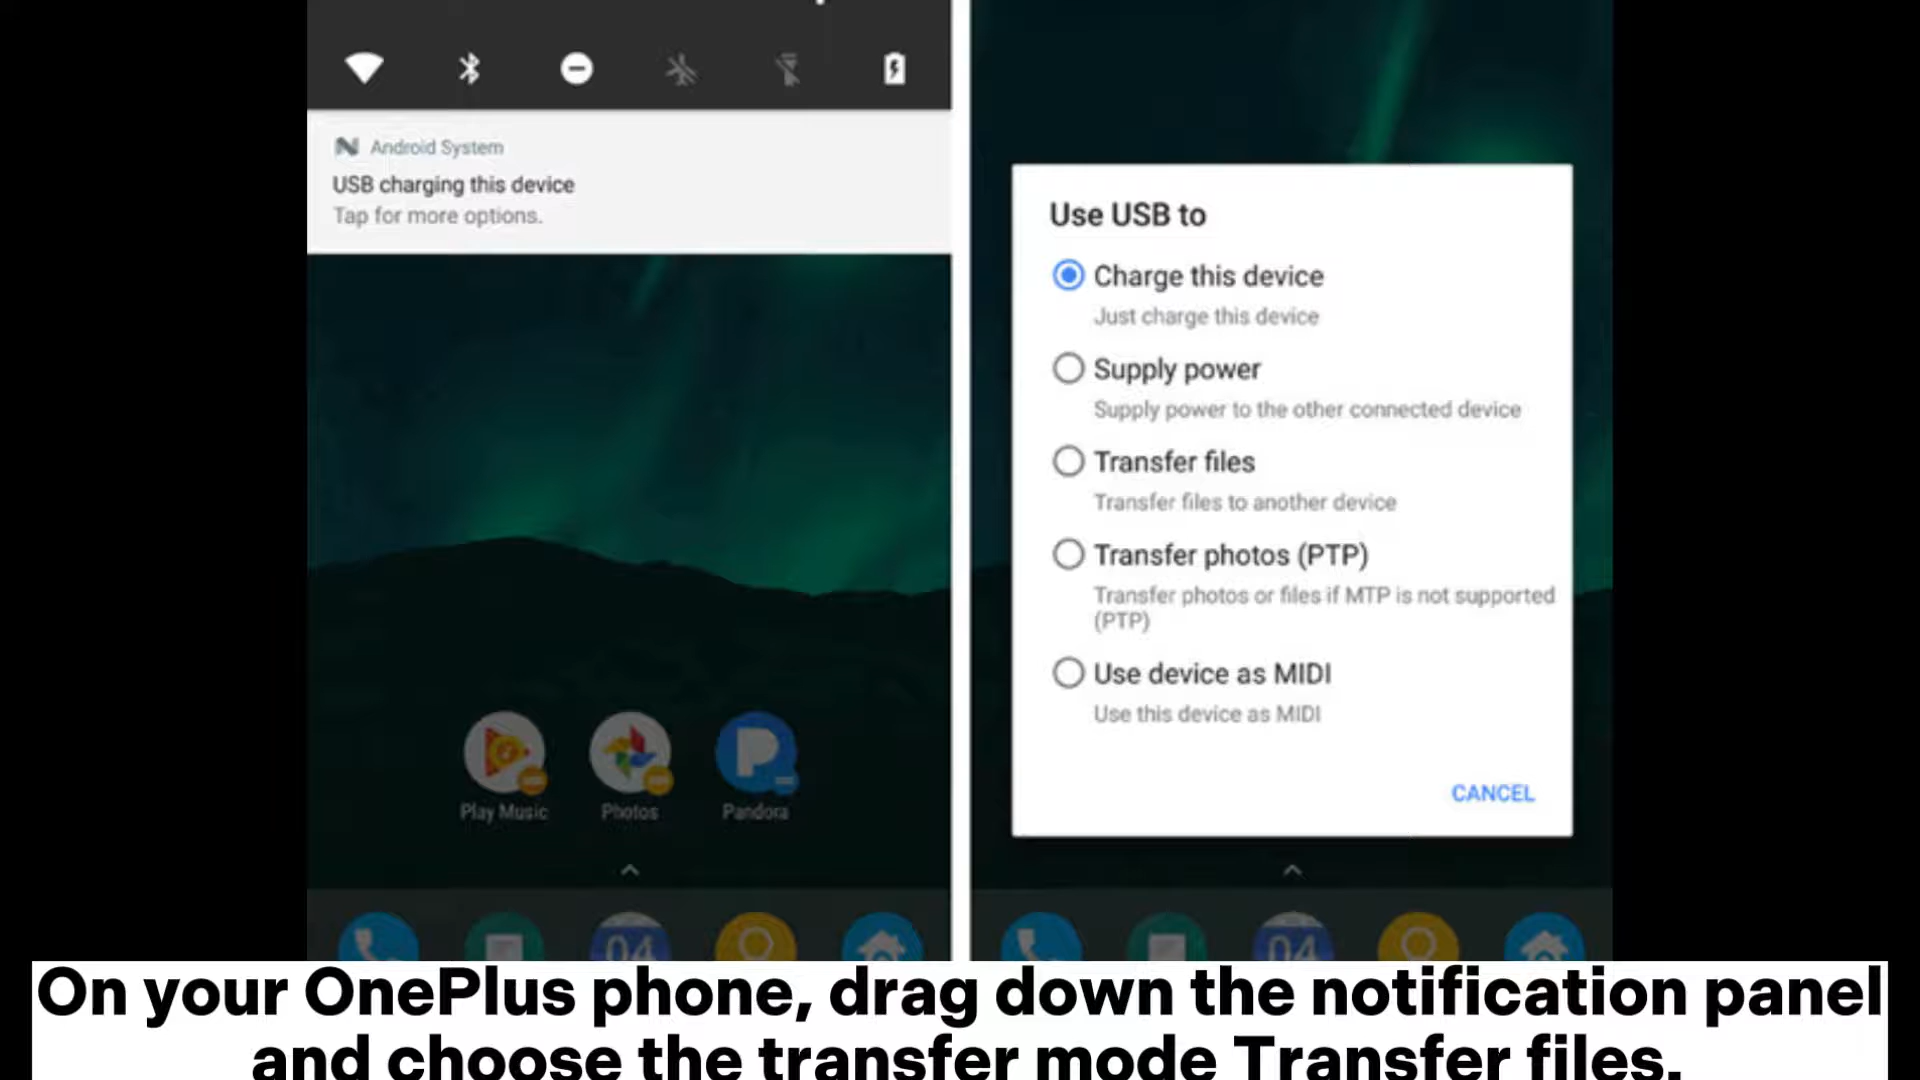 Android System
USB charging this device
Tap for more options.
Play Music
Photos
Pandora
04
Use USB to
Charge this device
Just charge this device
Supply power
Supply power to the other connected device
Transfer files
Transfer files to another device
Transfer photos (PTP)
Transfer photos or files if MTP is not supported
(PTP)
Use device as MIDI
Use this device as MIDI
CANCEL
04
On your OnePlus phone, drag down the notification panel
and choose the transfer mode Transfer files.